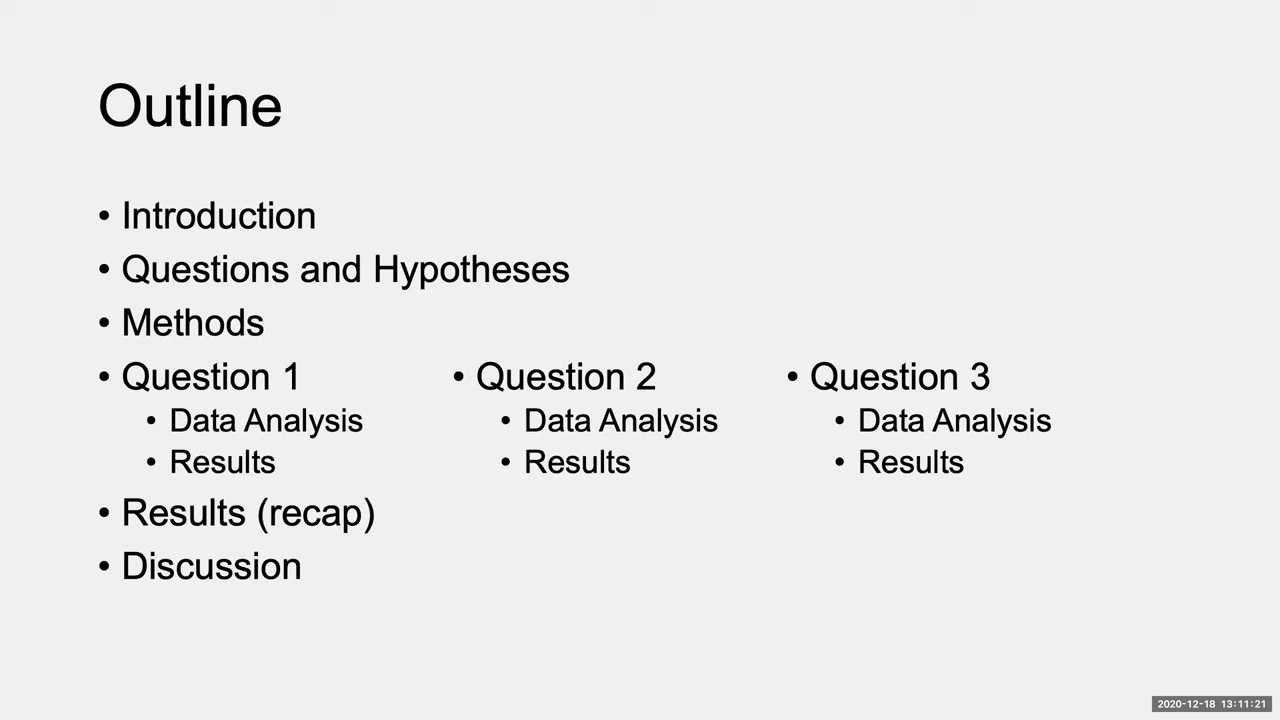 Outline
• Introduction
• Questions and Hypotheses
• Methods
• Question 1
• Data Analysis
• Results
• Question 2
• Data Analysis
• Results
• Question 3
• Data Analysis
• Results
• Results (recap)
• Discussion
2020-12-18 13:11:21